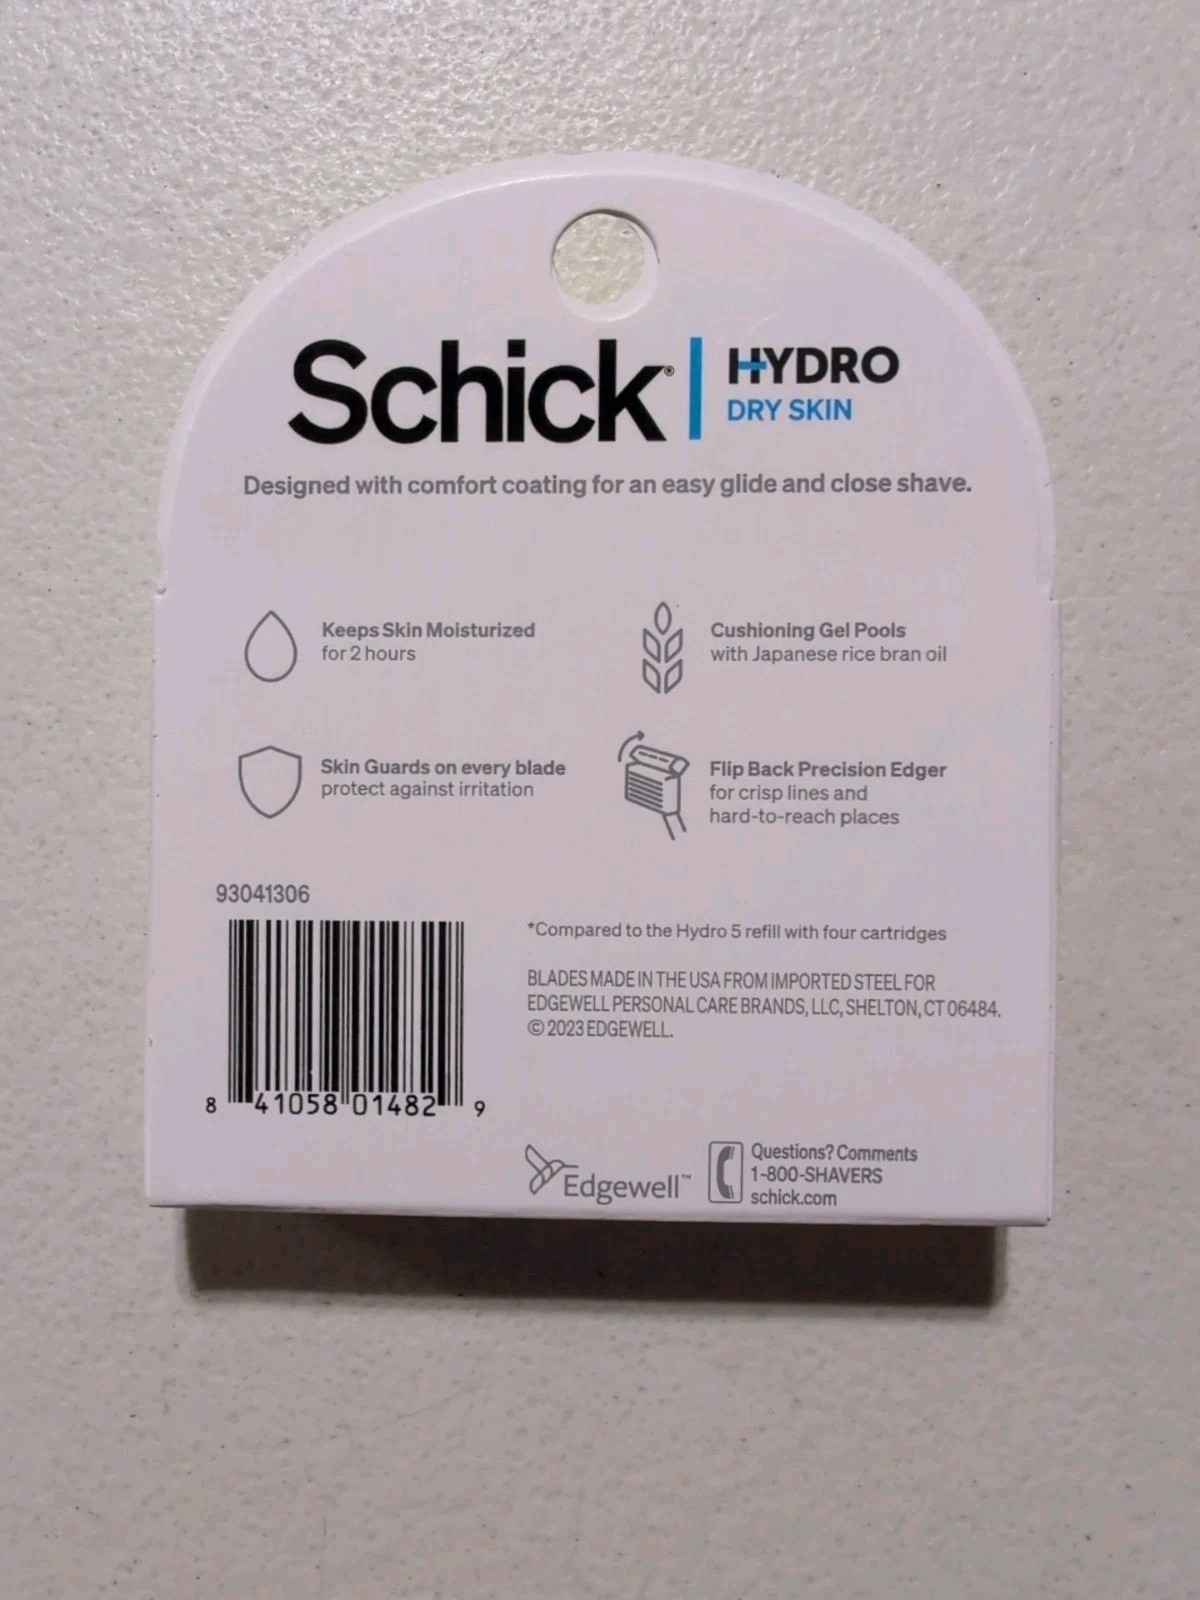 Schick® | HYDRO
DRY SKIN
Designed with comfort coating for an easy glide and close shave.
Keeps Skin Moisturized
for 2 hours
Cushioning Gel Pools
with Japanese rice bran oil
Skin Guards on every blade
protect against irritation
Flip Back Precision Edger
for crisp lines and
hard-to-reach places
93041306
8 41058 01482 9
*Compared to the Hydro 5 refill with four cartridges
BLADES MADE IN THE USA FROM IMPORTED STEEL FOR
EDGEWELL PERSONAL CARE BRANDS, LLC, SHELTON, CT 06484.
© 2023 EDGEWELL.
Edgewell™
Questions? Comments
1-800-SHAVERS
schick.com